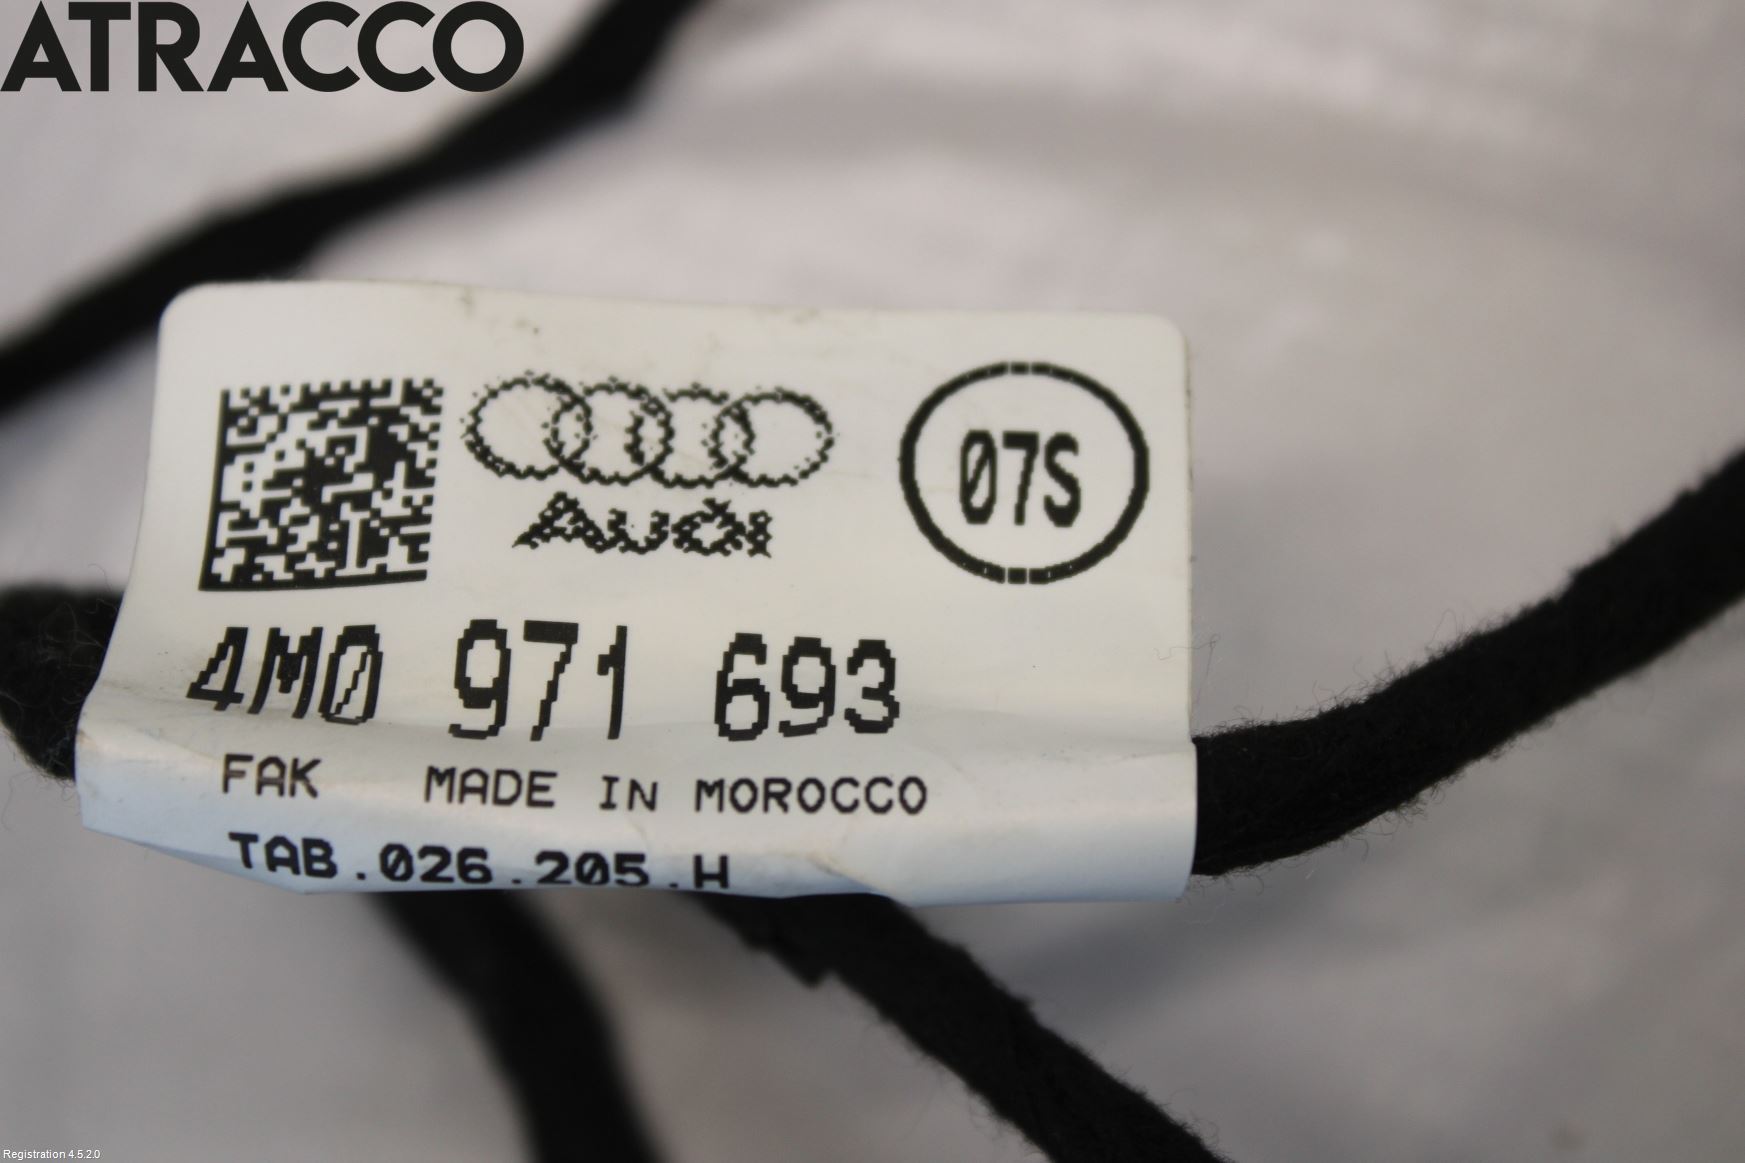 ATRACCO
Audi
07S
4M0 971 693
FAK MADE IN MOROCCO
TAB.026.205.H
Registration 4.5.2.0